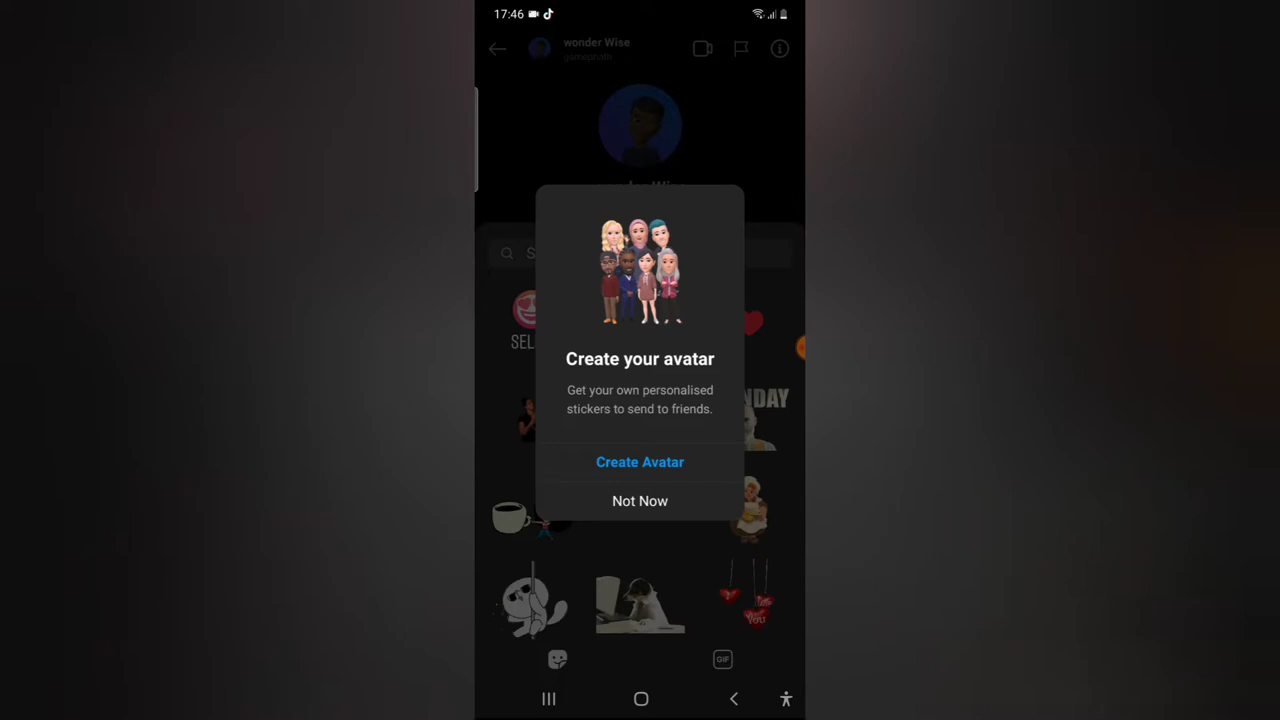 17:46
wonder Wise
Create your avatar
Get your own personalised
stickers to send to friends.
Create Avatar
Not Now
GIF